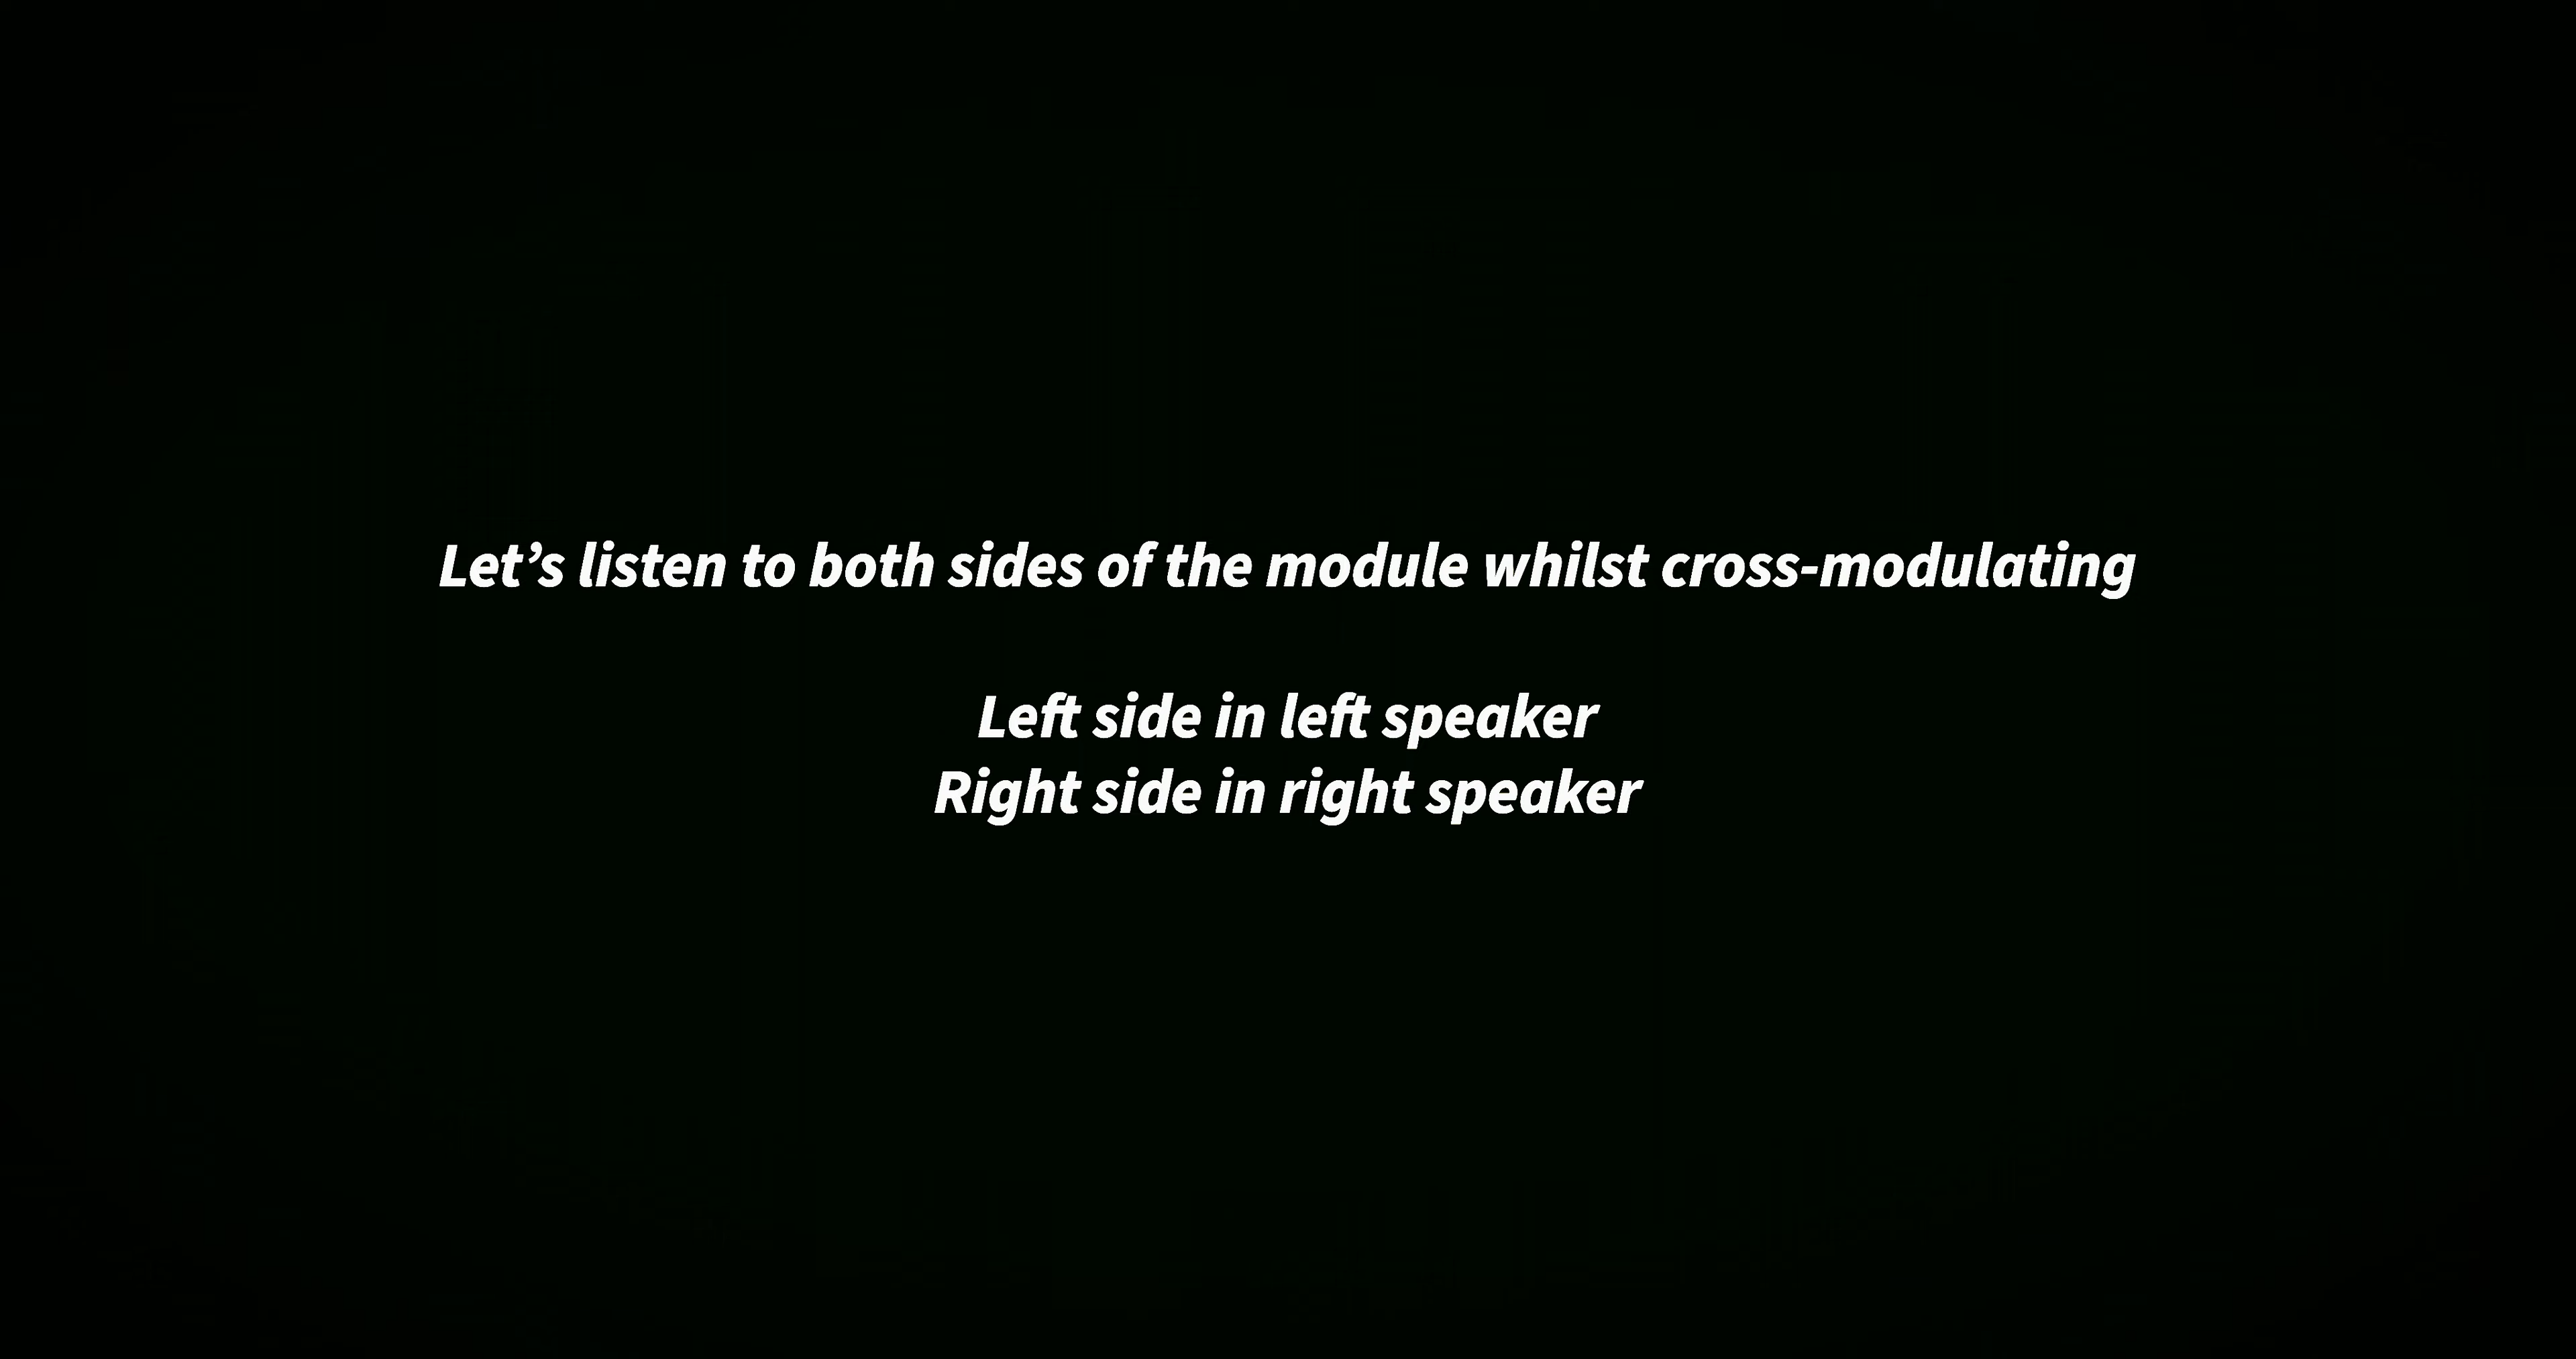 Let’s listen to both sides of the module whilst cross-modulating
Left side in left speaker
Right side in right speaker